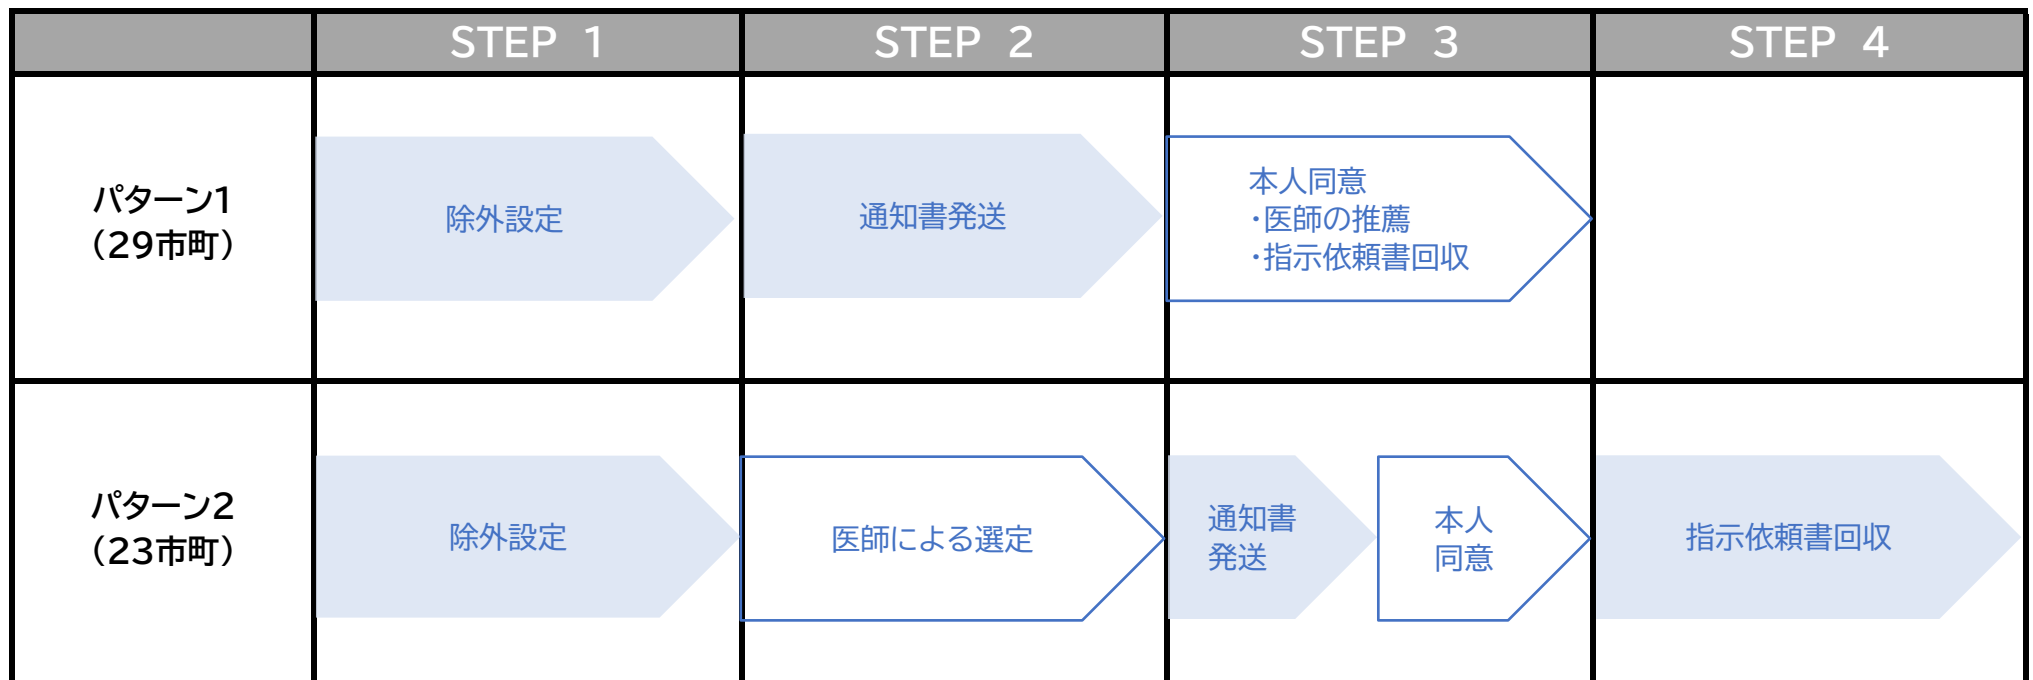 STEP 1
STEP 2
STEP 3
STEP 4
パターン1
（29市町）
除外設定
通知書発送
本人同意
・医師の推薦
・指示依頼書回収
パターン2
（23市町）
除外設定
医師による選定
通知書
発送
本人
同意
指示依頼書回収